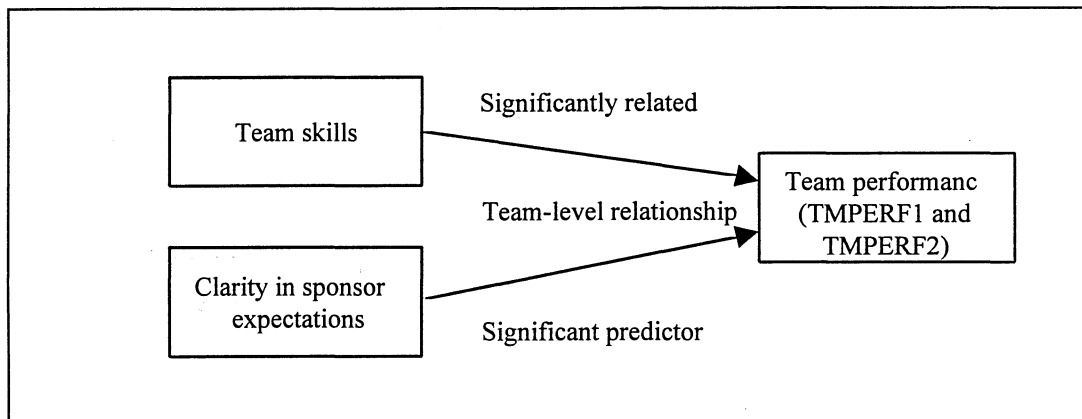 Team skills
Significantly related
Team-level relationship
Clarity in sponsor
expectations
Significant predictor
Team performanc
(TMPERF1 and
TMPERF2)